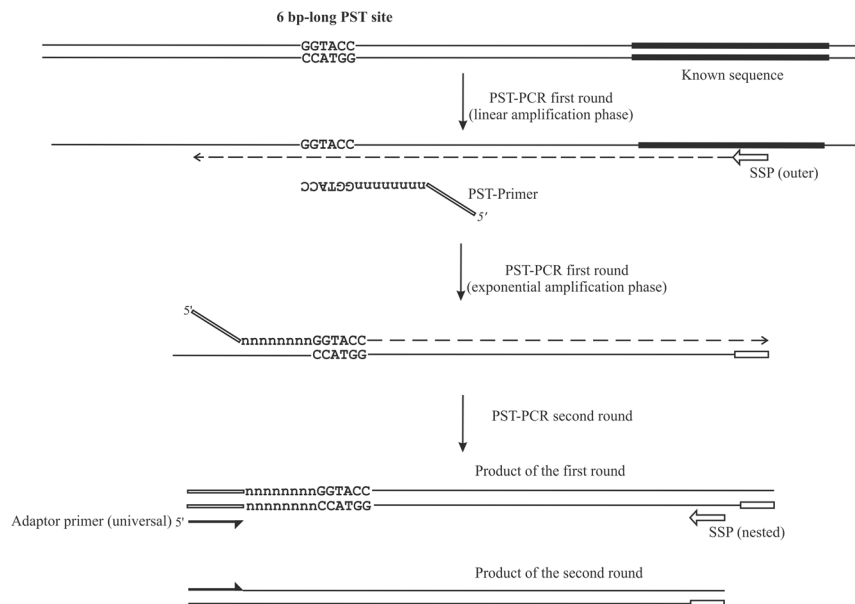 6 bp-long PST site
GGTACC
CCATGG
Known sequence
PST-PCR first round
(linear amplification phase)
GGTACC
SSP (outer)
nnnnnnnnGGTACC
PST-Primer
5'
PST-PCR first round
(exponential amplification phase)
5'
nnnnnnnnGGTACC
CCATGG
PST-PCR second round
Product of the first round
nnnnnnnnGGTACC
nnnnnnnnCCATGG
Adaptor primer (universal) 5'
SSP (nested)
Product of the second round